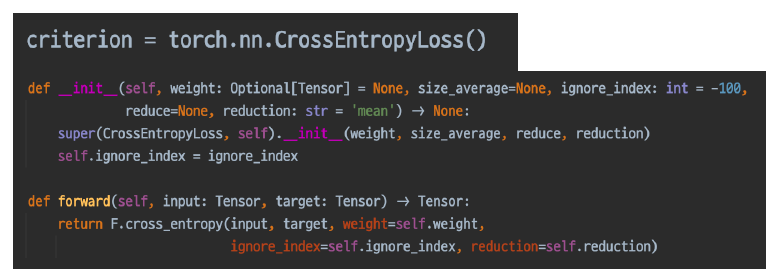 criterion = torch.nn.CrossEntropyLoss()
def __init__(self, weight: Optional[Tensor] = None, size_average=None, ignore_index: int = -100,
reduce=None, reduction: str = 'mean') → None:
super(CrossEntropyLoss, self).__init__(weight, size_average, reduce, reduction)
self.ignore_index = ignore_index
def forward(self, input: Tensor, target: Tensor) → Tensor:
return F.cross_entropy(input, target, weight=self.weight,
ignore_index=self.ignore_index, reduction=self.reduction)